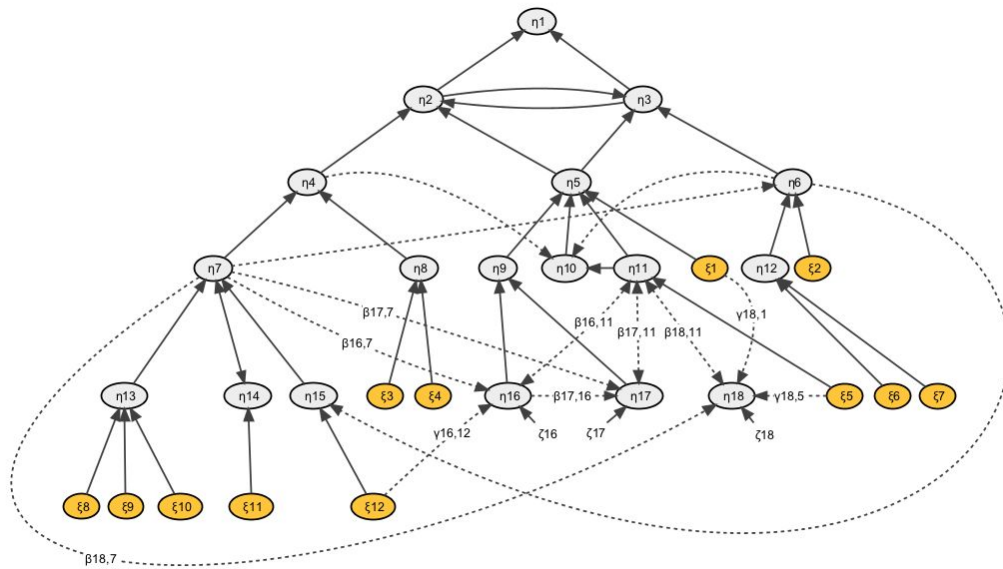 η1
η2
η3
η4
η5
η6
η7
η8
η9
η10
η11
ξ1
η12
ξ2
β17,7
β16,11
β17,11
β18,11
γ18,1
β16,7
η13
η14
η15
ξ3
ξ4
η16
β17,16
η17
η18
γ18,5
ξ5
ξ6
ξ7
γ16,12
ζ16
ζ17
ζ18
ξ8
ξ9
ξ10
ξ11
ξ12
β18,7